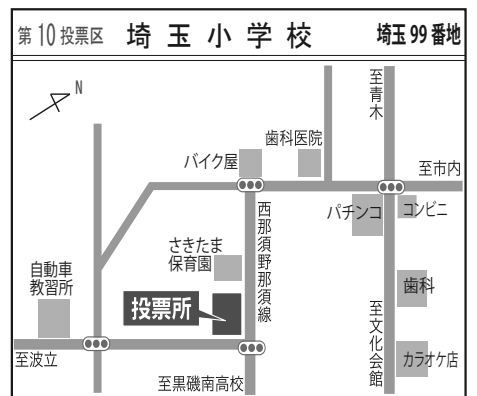 第10投票区 埼玉小学校 埼玉99番地
N
至青木
歯科医院
バイク屋
至市内
パチンコ
コンビニ
西那須野那須線
さきたま
保育園
自動車
教習所
歯科
投票所
至文化会館
カラオケ店
至波立
至黒磯南高校